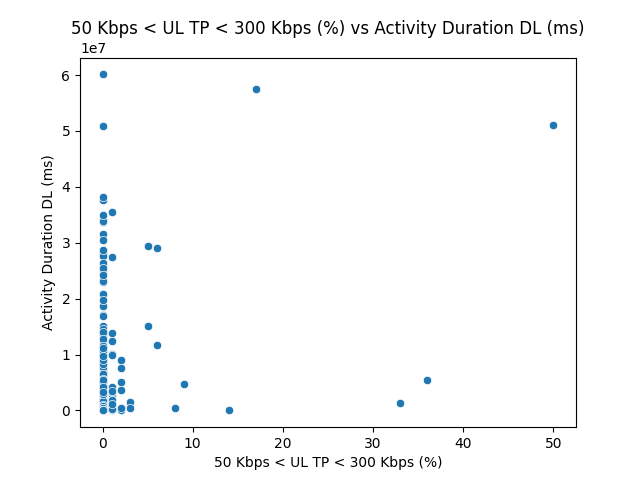 50 Kbps < UL TP < 300 Kbps (%) vs Activity Duration DL (ms)
1e7
6
5
4
3
2
1
0
Activity Duration DL (ms)
0 10 20 30 40 50
50 Kbps < UL TP < 300 Kbps (%)